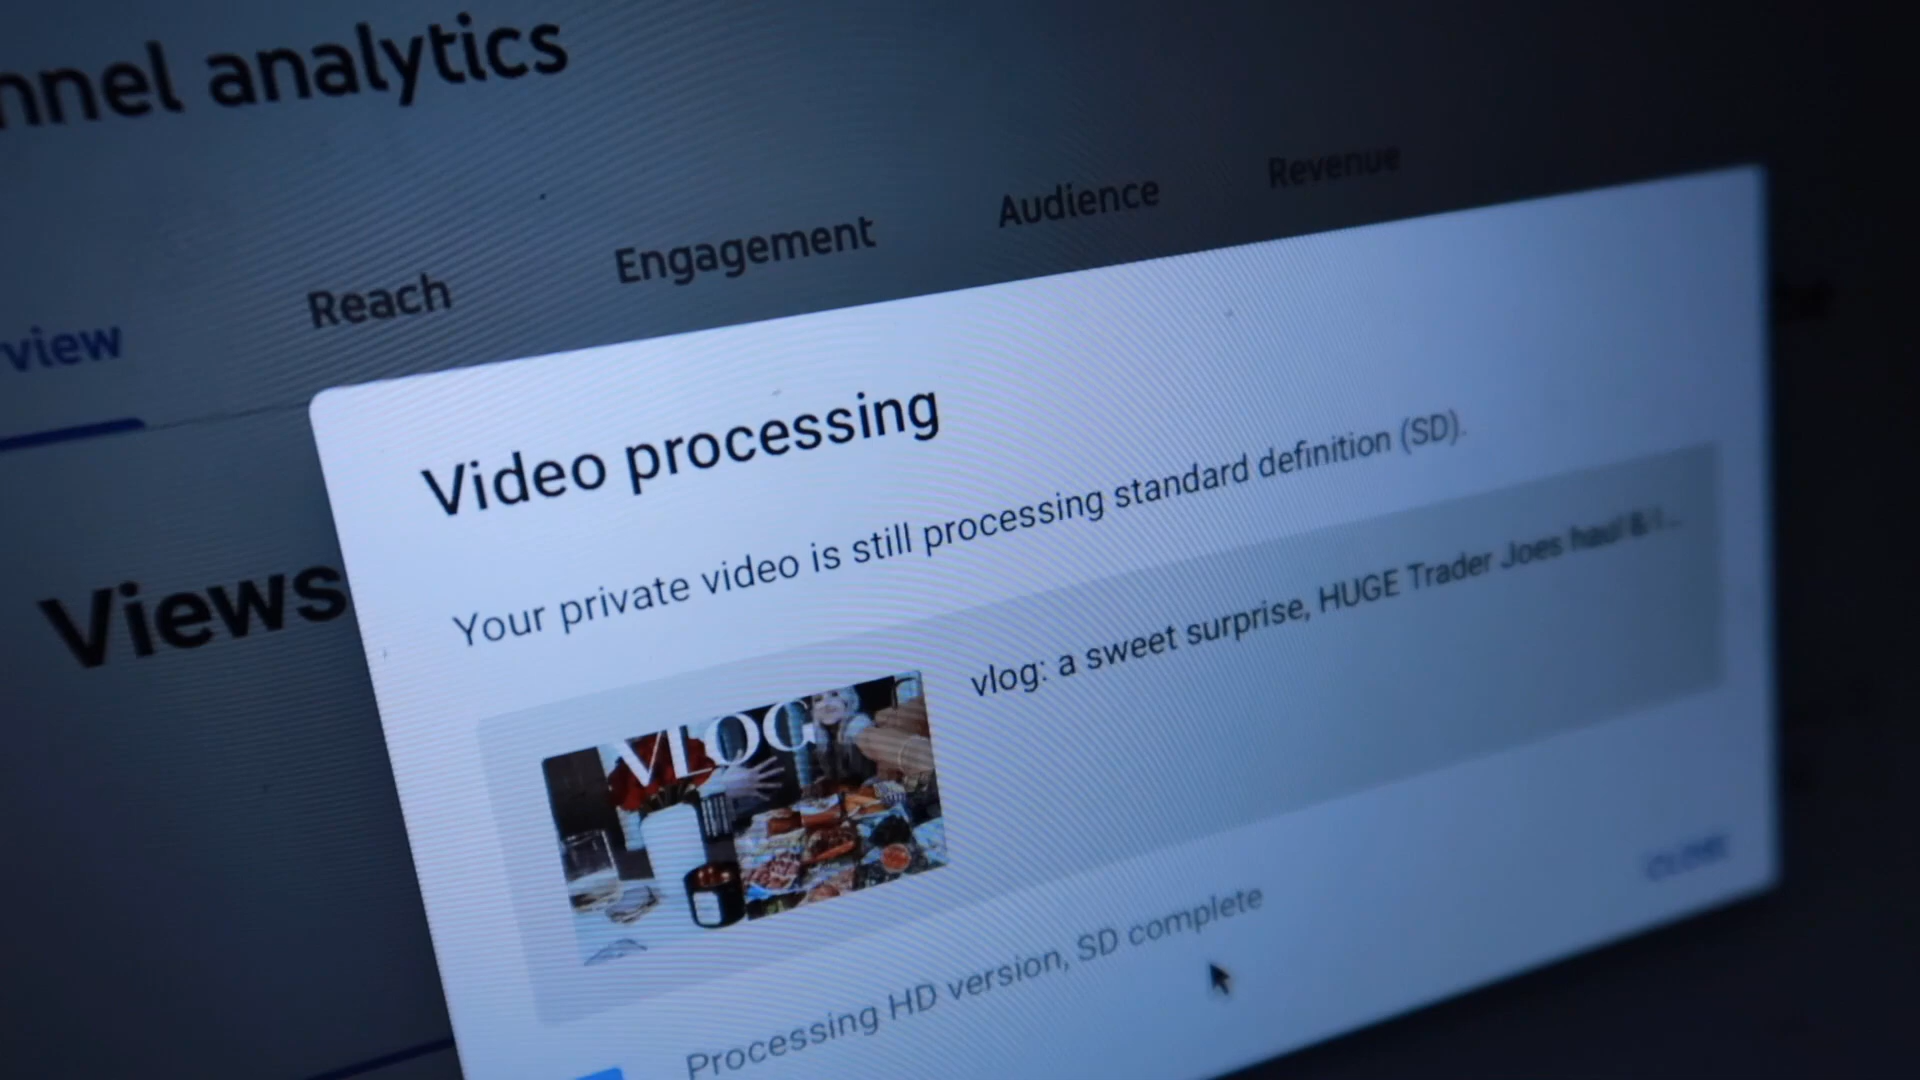 nnel analytics
view
Reach
Engagement
Audience
Revenue
Views
Video processing
Your private video is still processing standard definition (SD).
vlog: a sweet surprise, HUGE Trader Joes haul &
VLOG
Processing HD version, SD complete
CLOSE